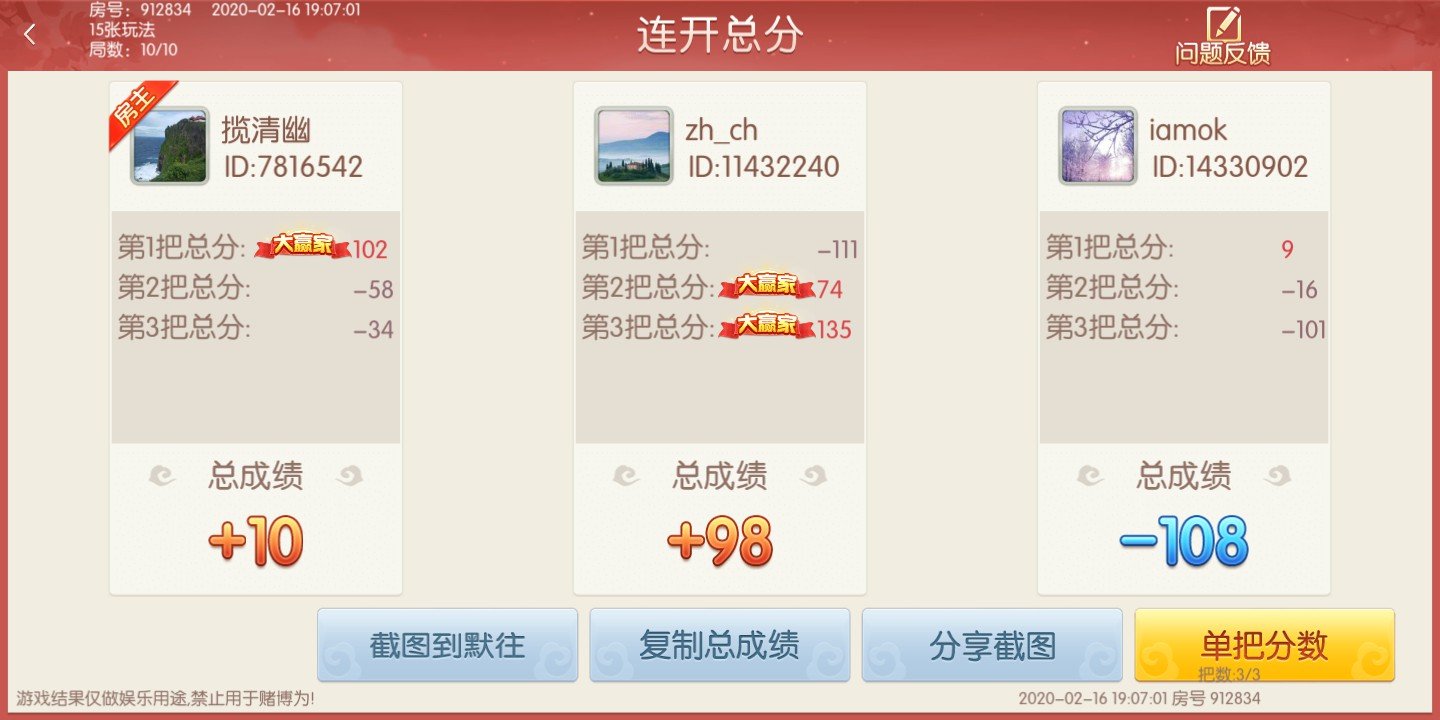 房号：912834 2020-02-16 19:07:01
15张玩法
局数：10/10
连开总分
问题反馈
房主
揽清幽
ID:7816542
第1把总分: 大赢家 102
第2把总分: -58
第3把总分: -34
总成绩
+10
zh_ch
ID:11432240
第1把总分: -111
第2把总分: 大赢家 74
第3把总分: 大赢家 135
总成绩
+98
iamok
ID:14330902
第1把总分: 9
第2把总分: -16
第3把总分: -101
总成绩
-108
截图到默往
复制总成绩
分享截图
单把分数
把数:3/3
游戏结果仅做娱乐用途,禁止用于赌博为!
2020-02-16 19:07:01 房号 912834